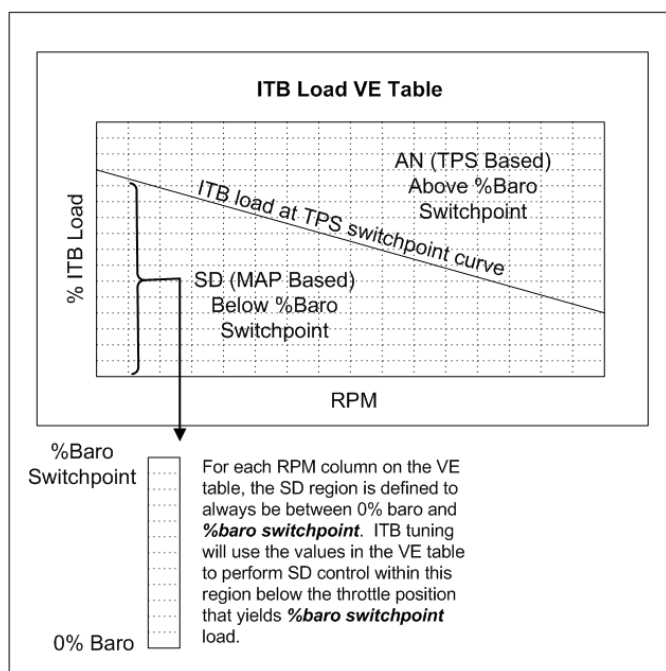 ITB Load VE Table
AN (TPS Based)
Above %Baro
Switchpoint
ITB load at TPS switchpoint curve
% ITB Load
SD (MAP Based)
Below %Baro
Switchpoint
RPM
%Baro
Switchpoint
For each RPM column on the VE
table, the SD region is defined to
always be between 0% baro and
%baro switchpoint.  ITB tuning
will use the values in the VE table
to perform SD control within this
region below the throttle position
that yields %baro switchpoint
load.
0% Baro